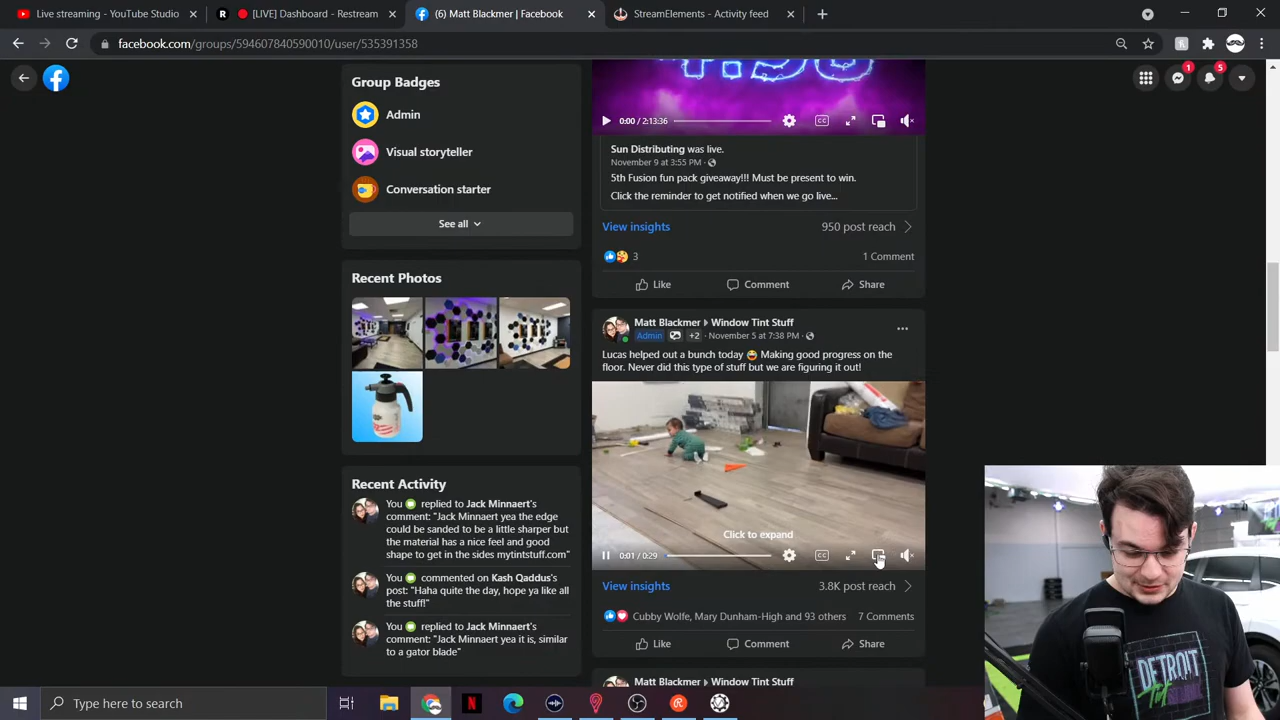 Live streaming - YouTube Studio
[LIVE] Dashboard - Restream
(6) Matt Blackmer | Facebook
StreamElements - Activity feed
facebook.com/groups/594607840590010/user/535391358
1
5
Group Badges
Admin
Visual storyteller
Conversation starter
See all
Recent Photos
Recent Activity
You replied to Jack Minnaert's
comment: "Jack Minnaert yea the edge
could be sanded to be a little sharper but
the material has a nice feel and good
shape to get in the sides mytintstuff.com"
You commented on Kash Qaddus's
post: "Haha quite the day, hope ya like all
the stuff!"
You replied to Jack Minnaert's
comment: "Jack Minnaert yea it is, similar
to a gator blade"
0:00 / 2:13:36
CC
Sun Distributing was live.
November 9 at 3:55 PM ·
5th Fusion fun pack giveaway!!! Must be present to win.
Click the reminder to get notified when we go live...
View insights
950 post reach
3
1 Comment
Like
Comment
Share
Matt Blackmer Window Tint Stuff
Admin +2 · November 5 at 7:38 PM ·
Lucas helped out a bunch today Making good progress on the
floor. Never did this type of stuff but we are figuring it out!
Click to expand
0:01 / 0:29
CC
View insights
3.8K post reach
Cubby Wolfe, Mary Dunham-High and 93 others
7 Comments
Like
Comment
Share
Matt Blackmer Window Tint Stuff
DETROIT
Type here to search